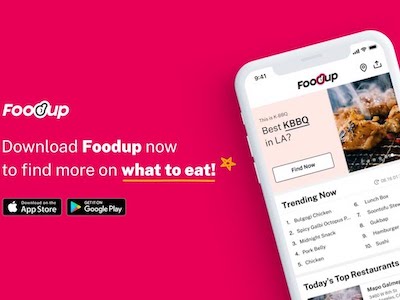 Foodup
Download Foodup now
to find more on what to eat!
Download on the
App Store
GET IT ON
Google Play
9:41
Foodup
This is K BBQ
Best KBBQ
in LA?
Find Now
Trending Now
1. Bulgogi Chicken
2. Spicy Gallo Octopus P...
3. Midnight Snack
4. Pork Belly
5. Chicken
6. Lunch Box
7. Soontofu Stew
8. Gukbap
9. Hamburger
10. Sushi
Today's Top Restaurants
Mapo Galmegi